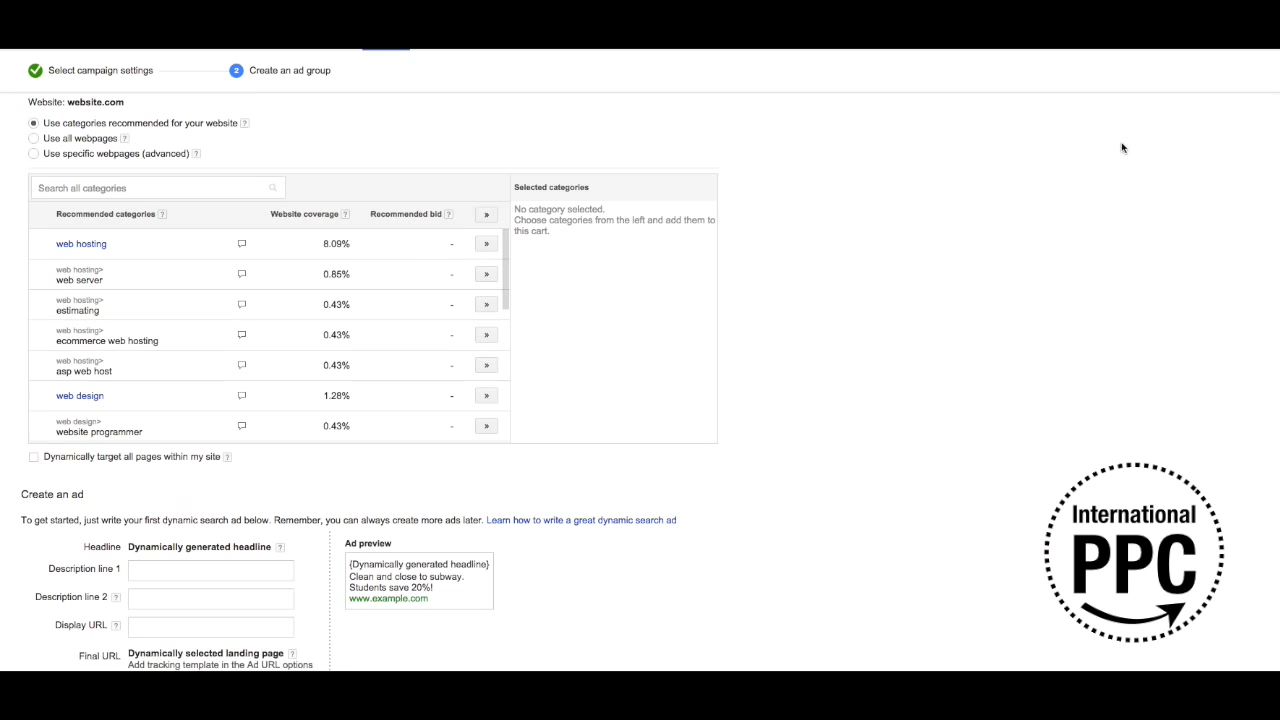 Select campaign settings
2 Create an ad group
Website: website.com
Use categories recommended for your website ?
Use all webpages ?
Use specific webpages (advanced) ?
Search all categories
Selected categories
Recommended categories ? Website coverage ? Recommended bid ? »
No category selected.
Choose categories from the left and add them to
this cart.
web hosting 8.09% - »
web hosting>
web server 0.85% - »
web hosting>
estimating 0.43% - »
web hosting>
ecommerce web hosting 0.43% - »
web hosting>
asp web host 0.43% - »
web design 1.28% - »
web design>
website programmer 0.43% - »
Dynamically target all pages within my site ?
Create an ad
To get started, just write your first dynamic search ad below. Remember, you can always create more ads later. Learn how to write a great dynamic search ad
Headline Dynamically generated headline ?
Description line 1
Description line 2 ?
Display URL ?
Final URL Dynamically selected landing page ?
Add tracking template in the Ad URL options
Ad preview
{Dynamically generated headline}
Clean and close to subway.
Students save 20%!
www.example.com
International
PPC